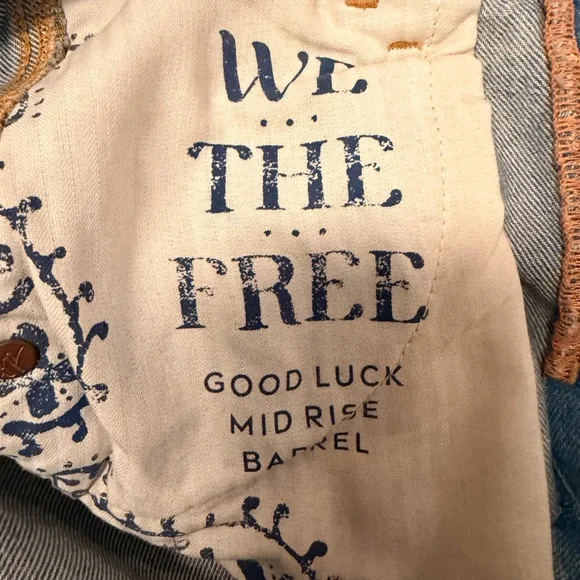 WE
THE
FREE
GOOD LUCK
MID RISE
BARREL